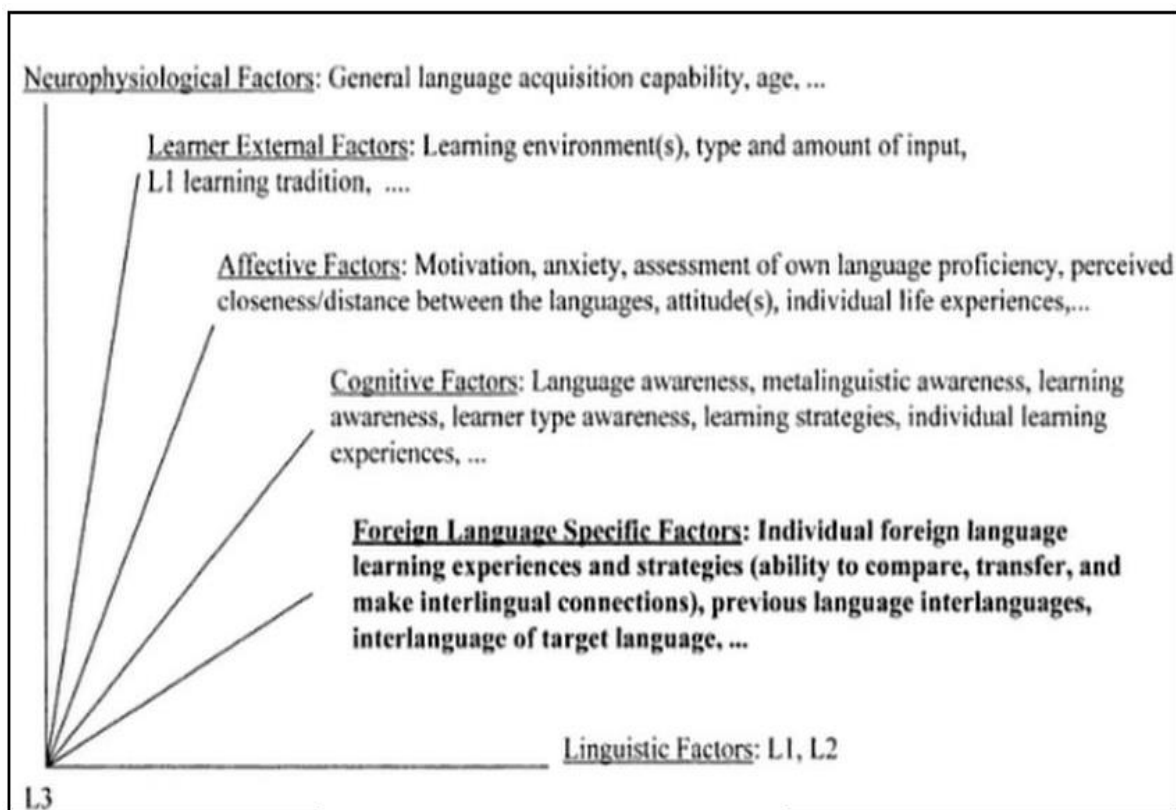 Neurophysiological Factors: General language acquisition capability, age, ...
Learner External Factors: Learning environment(s), type and amount of input,
L1 learning tradition, ....
Affective Factors: Motivation, anxiety, assessment of own language proficiency, perceived
closeness/distance between the languages, attitude(s), individual life experiences,...
Cognitive Factors: Language awareness, metalinguistic awareness, learning
awareness, learner type awareness, learning strategies, individual learning
experiences, ...
Foreign Language Specific Factors: Individual foreign language
learning experiences and strategies (ability to compare, transfer, and
make interlingual connections), previous language interlanguages,
interlanguage of target language, ...
Linguistic Factors: L1, L2
L3